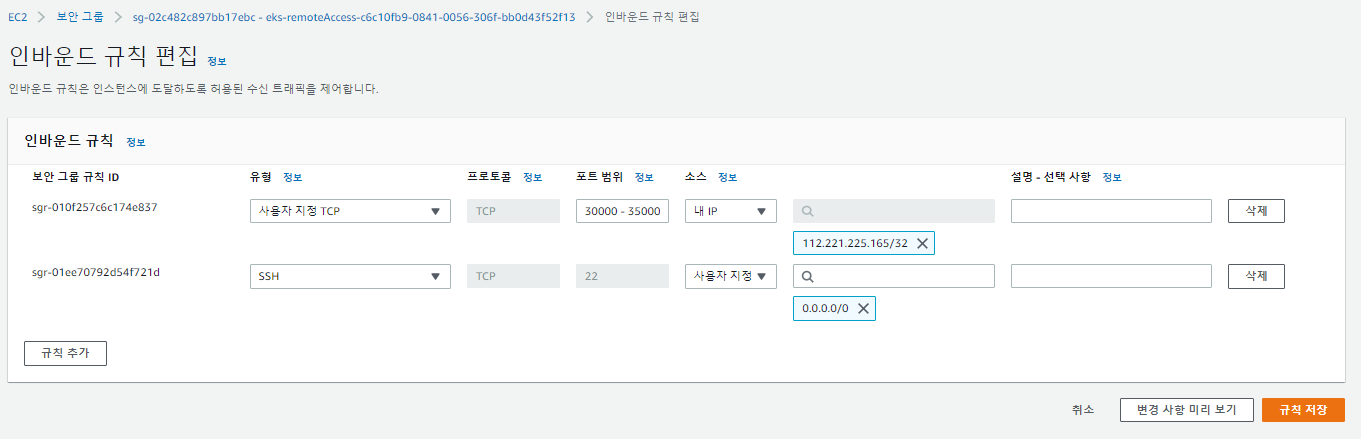 EC2 > 보안 그룹 > sg-02c482c897bb17ebc - eks-remoteAccess-c6c10fb9-0841-0056-306f-bb0d43f52f13 > 인바운드 규칙 편집
인바운드 규칙 편집 정보
인바운드 규칙은 인스턴스에 도달하도록 허용된 수신 트래픽을 제어합니다.
인바운드 규칙 정보
보안 그룹 규칙 ID 유형 정보 프로토콜 정보 포트 범위 정보 소스 정보 설명 - 선택 사항 정보
sgr-010f257c6c174e837 사용자 지정 TCP TCP 30000 - 35000 내 IP 삭제
112.221.225.165/32
sgr-01ee70792d54f721d SSH TCP 22 사용자 지정 삭제
0.0.0.0/0
규칙 추가
취소 변경 사항 미리 보기 규칙 저장